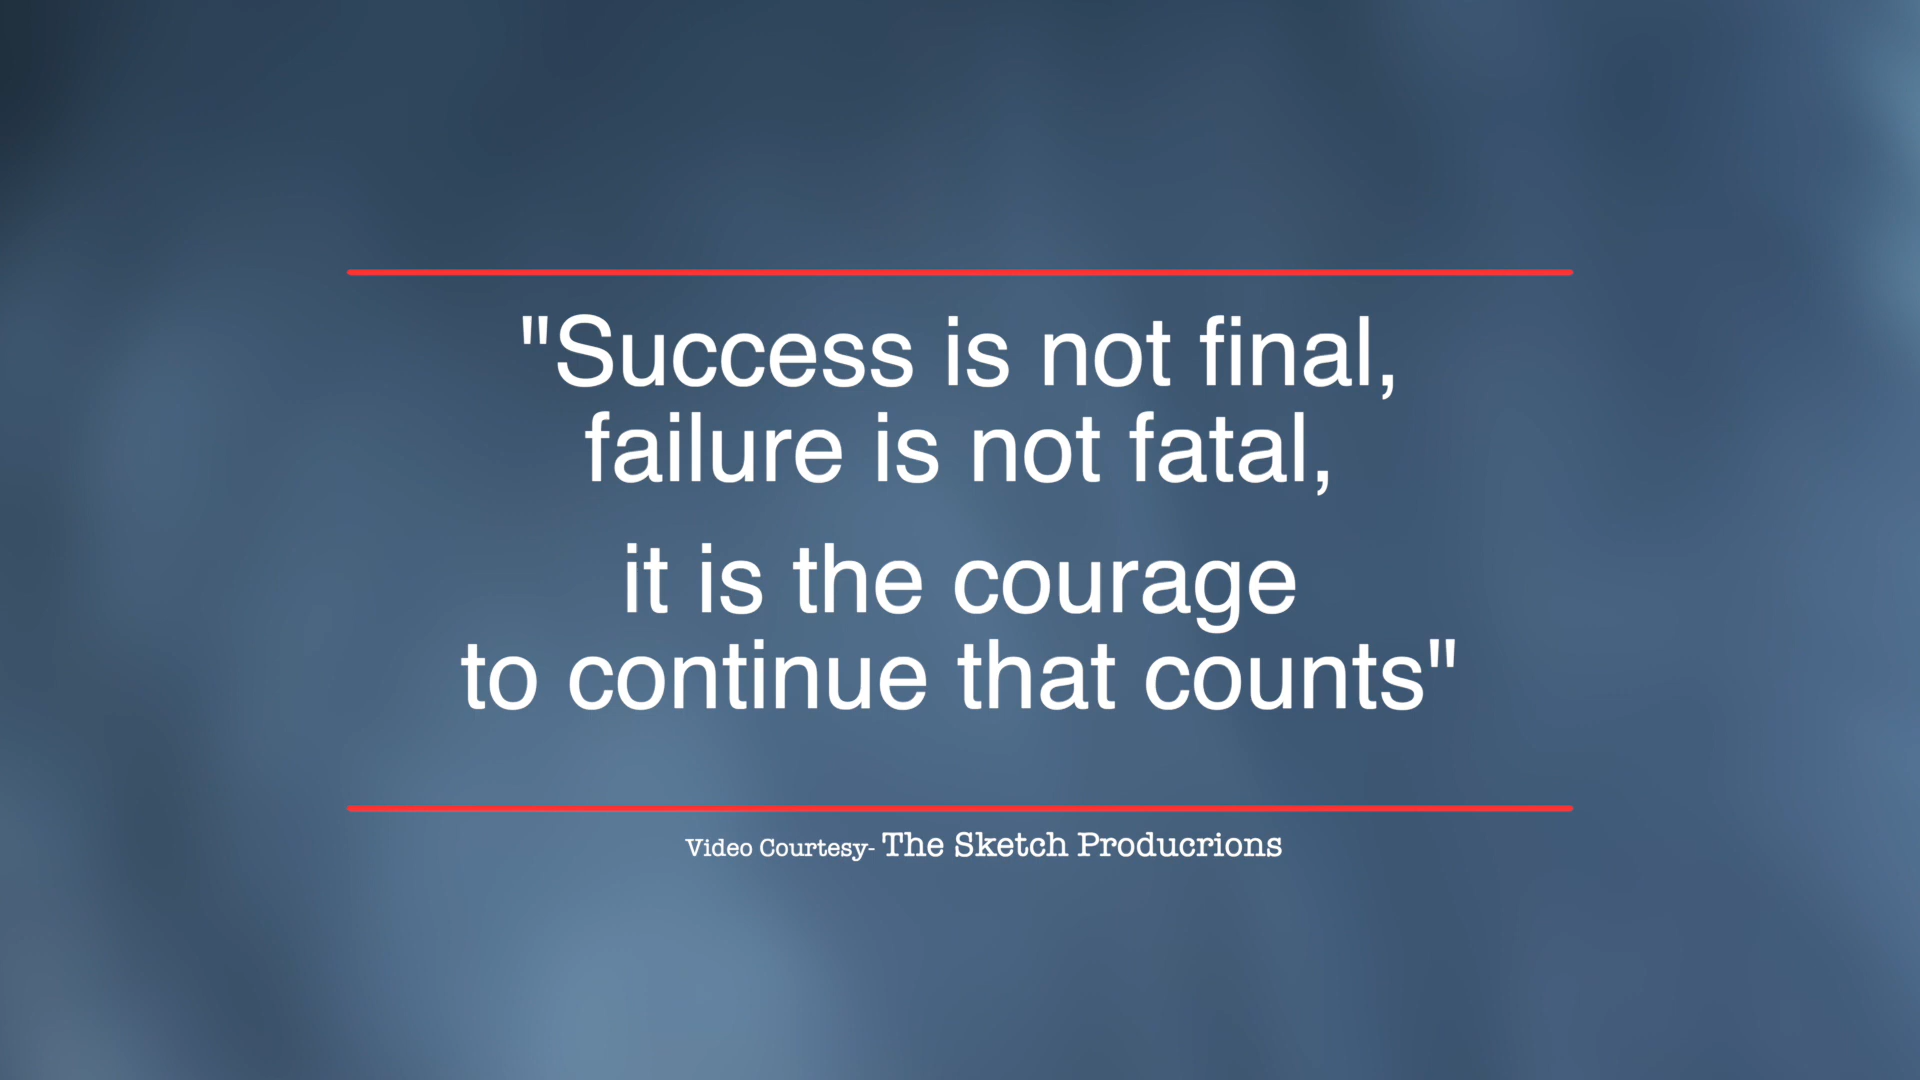 "Success is not final,
failure is not fatal,
it is the courage
to continue that counts"
Video Courtesy- The Sketch Producrions